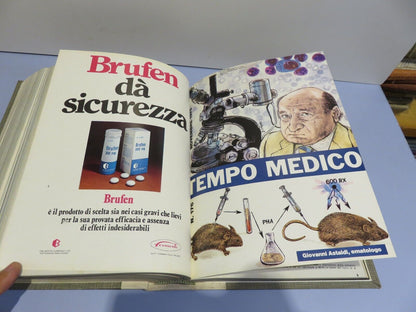 Brufen
dà
sicurezza
Brufen
è il prodotto di scelta sia nei casi gravi che lievi
per la sua provata efficacia e assenza
di effetti indesiderabili
TEMPO MEDICO
600 RX
PHA
Giovanni Astaldi, ematologo